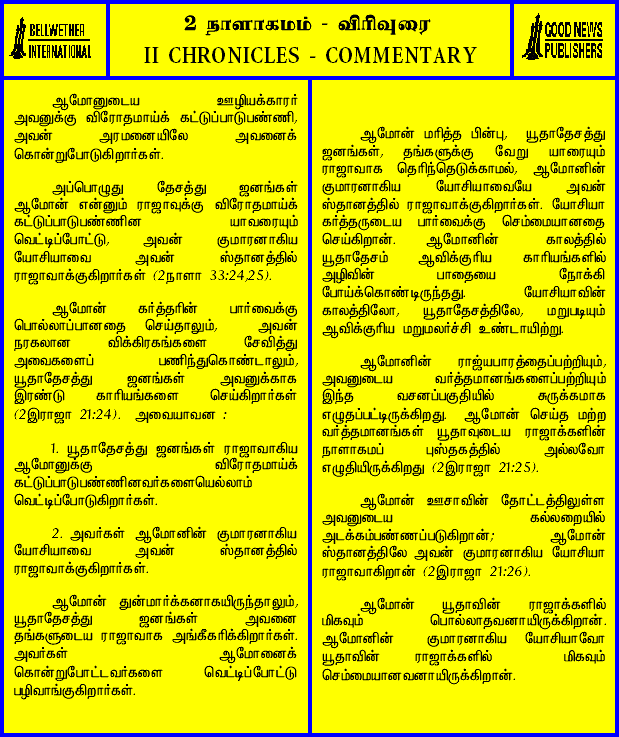 BELLWETHER
INTERNATIONAL
2 நாளாகமம் - விரிவுரை
II CHRONICLES - COMMENTARY
GOOD NEWS
PUBLISHERS
ஆமோனுடைய ஊழியக்காரர்
அவனுக்கு விரோதமாய்க் கட்டுப்பாடுபண்ணி,
அவன் அரமனையிலே அவனைக்
கொன்றுபோடுகிறார்கள்.
அப்பொழுது தேசத்து ஜனங்கள்
ஆமோன் என்னும் ராஜாவுக்கு விரோதமாய்க்
கட்டுப்பாடுபண்ணின யாவரையும்
வெட்டிப்போட்டு, அவன் குமாரனாகிய
யோசியாவை அவன் ஸ்தானத்தில்
ராஜாவாக்குகிறார்கள் (2நாளா 33:24,25).
ஆமோன் கர்த்தரின் பார்வைக்கு
பொல்லாப்பானதை செய்தாலும், அவன்
நரகலான விக்கிரகங்களை சேவித்து
அவைகளைப் பணிந்துகொண்டாலும்,
யூதாதேசத்து ஜனங்கள் அவனுக்காக
இரண்டு காரியங்களை செய்கிறார்கள்
(2இராஜா 21:24). அவையாவன :
1. யூதாதேசத்து ஜனங்கள் ராஜாவாகிய
ஆமோனுக்கு விரோதமாய்க்
கட்டுப்பாடுபண்ணினவர்களையெல்லாம்
வெட்டிப்போடுகிறார்கள்.
2. அவர்கள் ஆமோனின் குமாரனாகிய
யோசியாவை அவன் ஸ்தானத்தில்
ராஜாவாக்குகிறார்கள்.
ஆமோன் துன்மார்க்கனாகயிருந்தாலும்,
யூதாதேசத்து ஜனங்கள் அவனை
தங்களுடைய ராஜாவாக அங்கீகரிக்கிறார்கள்.
அவர்கள் ஆமோனைக்
கொன்றுபோட்டவர்களை வெட்டிப்போட்டு
பழிவாங்குகிறார்கள்.
ஆமோன் மரித்த பின்பு, யூதாதேசத்து
ஜனங்கள், தங்களுக்கு வேறு யாரையும்
ராஜாவாக தெரிந்தெடுக்காமல், ஆமோனின்
குமாரனாகிய யோசியாவையே அவன்
ஸ்தானத்தில் ராஜாவாக்குகிறார்கள். யோசியா
கர்த்தருடைய பார்வைக்கு செம்மையானதை
செய்கிறான். ஆமோனின் காலத்தில்
யூதாதேசம் ஆவிக்குரிய காரியங்களில்
அழிவின் பாதையை நோக்கி
போய்க்கொண்டிருந்தது. யோசியாவின்
காலத்திலோ, யூதாதேசத்திலே, மறுபடியும்
ஆவிக்குரிய மறுமலர்ச்சி உண்டாயிற்று.
ஆமோனின் ராஜ்யபாரத்தைப்பற்றியும்,
அவனுடைய வர்த்தமானங்களைப்பற்றியும்
இந்த வசனப்பகுதியில் சுருக்கமாக
எழுதப்பட்டிருக்கிறது. ஆமோன் செய்த மற்ற
வர்த்தமானங்கள் யூதாவுடைய ராஜாக்களின்
நாளாகமப் புஸ்தகத்தில் அல்லவோ
எழுதியிருக்கிறது (2இராஜா 21:25).
ஆமோன் ஊசாவின் தோட்டத்திலுள்ள
அவனுடைய கல்லறையில்
அடக்கம்பண்ணப்படுகிறான்; ஆமோன்
ஸ்தானத்திலே அவன் குமாரனாகிய யோசியா
ராஜாவாகிறான் (2இராஜா 21:26).
ஆமோன் யூதாவின் ராஜாக்களில்
மிகவும் பொல்லாதவனாயிருக்கிறான்.
ஆமோனின் குமாரனாகிய யோசியாவோ
யூதாவின் ராஜாக்களில் மிகவும்
செம்மையானவனாயிருக்கிறான்.